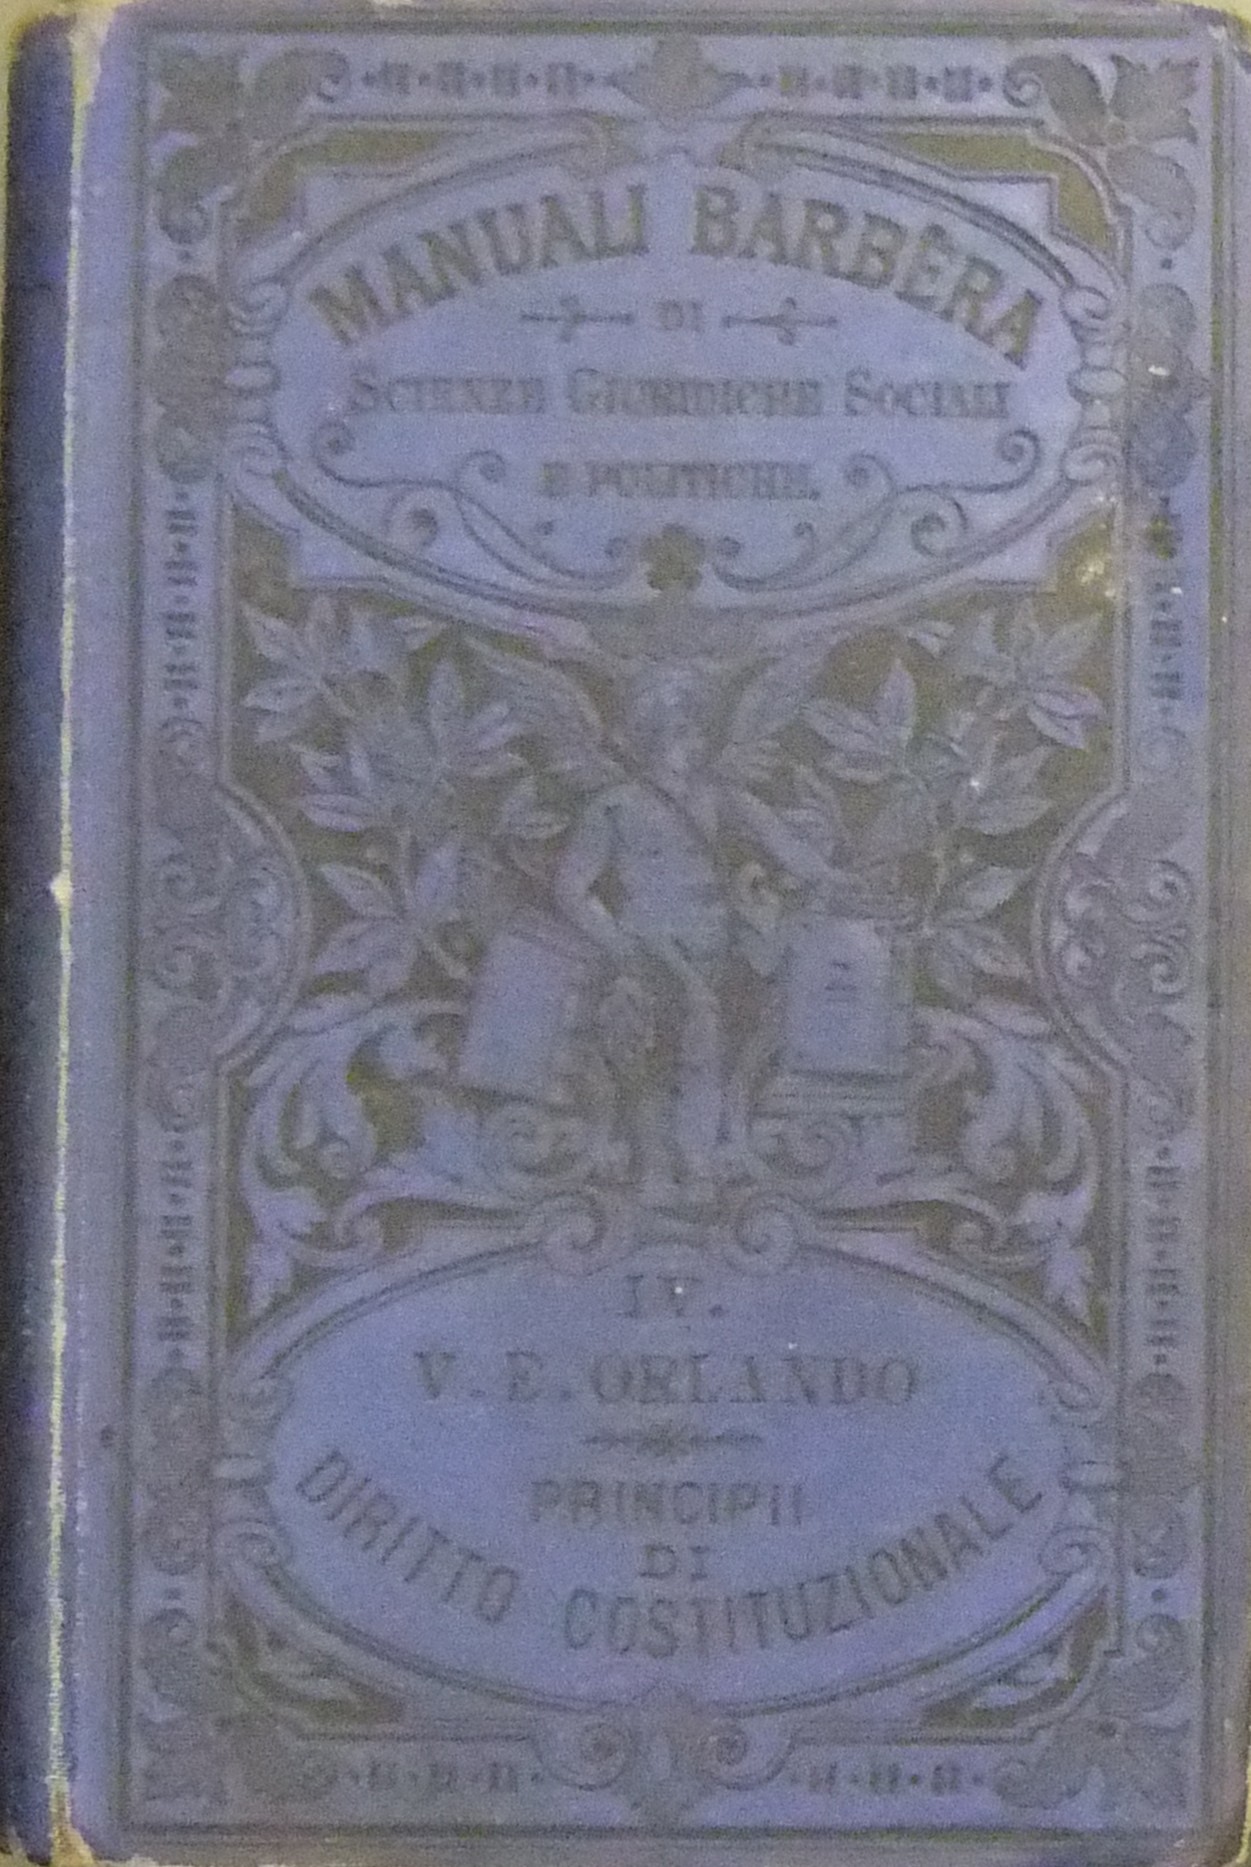 MANUALI BARBÈRA
DI
SCIENZE GIURIDICHE SOCIALI
E POLITICHE.
IV.
V. E. ORLANDO
PRINCIPII
DI
DIRITTO COSTITUZIONALE